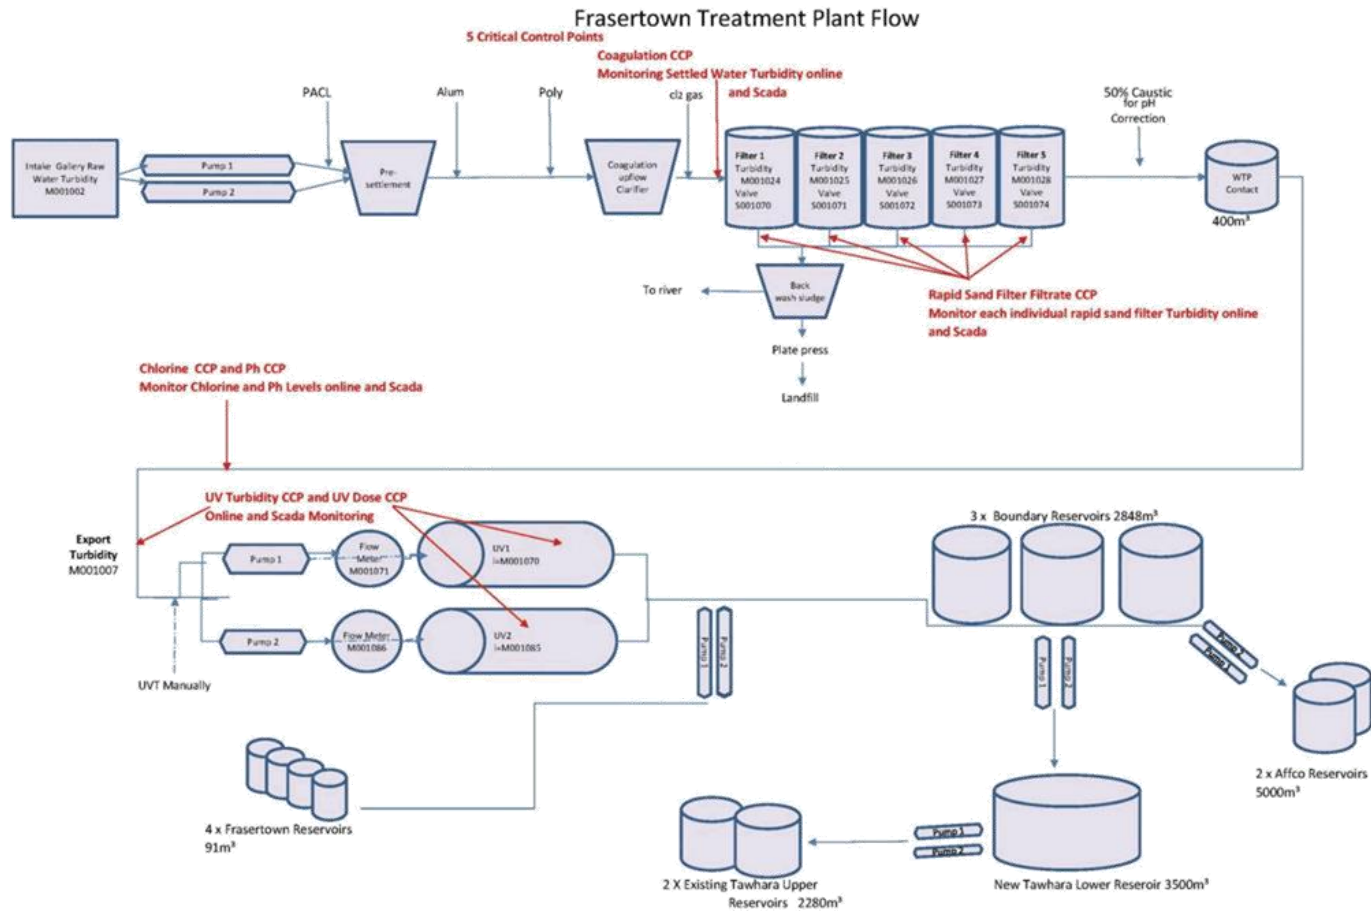 Frasertown Treatment Plant Flow
5 Critical Control Points
Coagulation CCP
Monitoring Settled Water Turbidity online
and Scada
PACL
Alum
Poly
cl2 gas
50% Caustic
for pH
Correction
Intake Gallery Raw
Water Turbidity
M001002
Pump 1
Pump 2
Pre-
settlement
Coagulation
upflow
Clarifier
Filter 1
Turbidity
M001024
Valve
S001070
Filter 2
Turbidity
M001025
Valve
S001071
Filter 3
Turbidity
M001026
Valve
S001072
Filter 4
Turbidity
M001027
Valve
S001073
Filter 5
Turbidity
M001028
Valve
S001074
WTP
Contact
400m³
To river
Back
wash sludge
Plate press
Landfill
Rapid Sand Filter Filtrate CCP
Monitor each individual rapid sand filter Turbidity online
and Scada
Chlorine CCP and Ph CCP
Monitor Chlorine and Ph Levels online and Scada
UV Turbidity CCP and UV Dose CCP
Online and Scada Monitoring
Export
Turbidity
M001007
Pump 1
Flow
Meter
M001071
UV1
I=M001070
Pump 2
Flow Meter
M001086
UV2
I=M001085
UVT Manually
3 x Boundary Reservoirs 2848m³
Pump 1
Pump 2
Pump 1
Pump 2
Pump 2
Pump 1
2 x Affco Reservoirs
5000m³
4 x Frasertown Reservoirs
91m³
Pump 1
Pump 2
2 X Existing Tawhara Upper
Reservoirs 2280m³
New Tawhara Lower Reseroir 3500m³